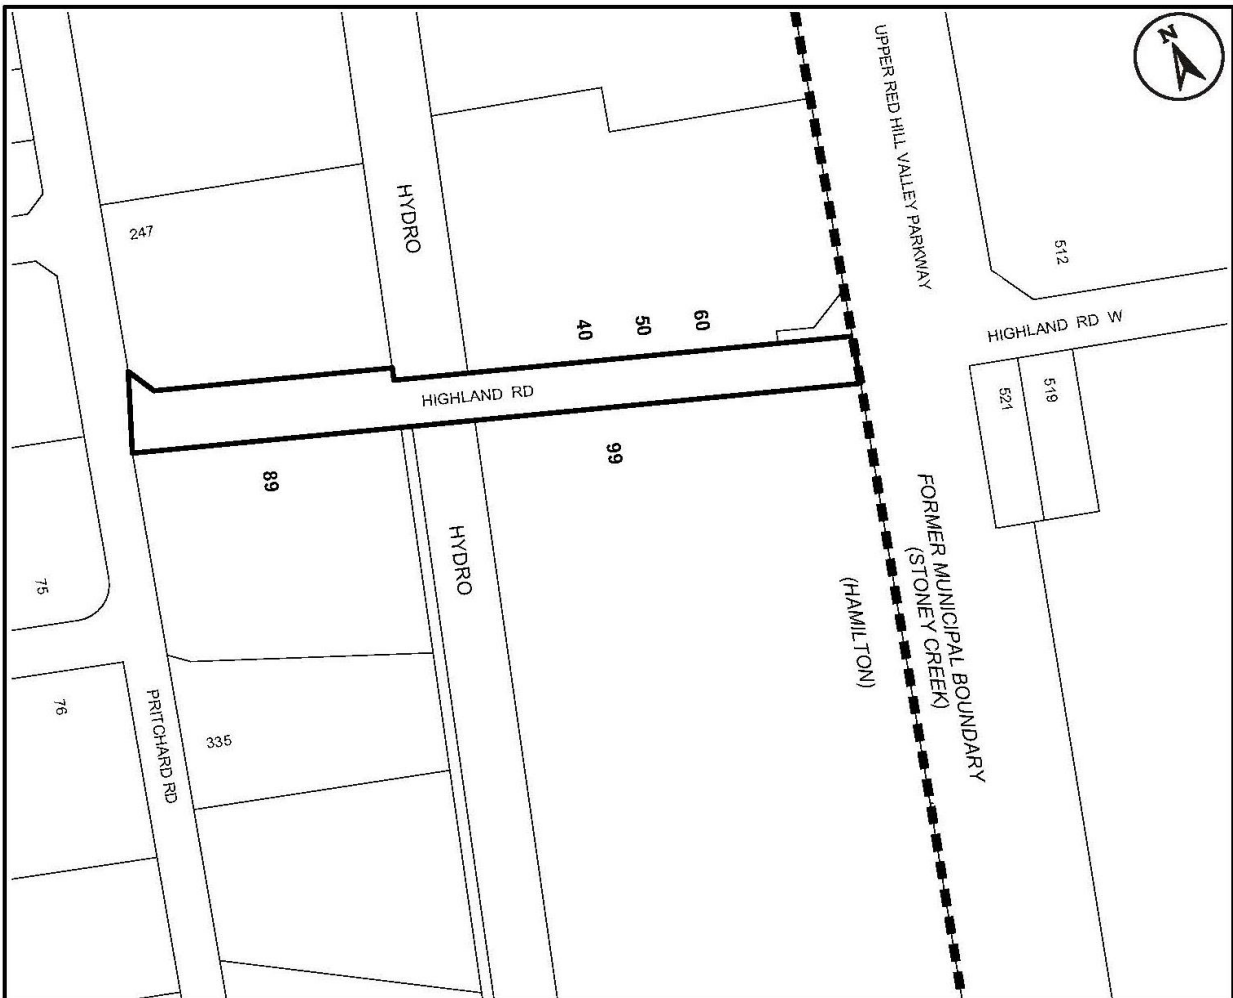 UPPER RED HILL VALLEY PARKWAY
N
247
HYDRO
512
HIGHLAND RD W
40
50
60
HIGHLAND RD
521
519
89
99
HYDRO
FORMER MUNICIPAL BOUNDARY
(STONEY CREEK)
(HAMILTON)
75
76
PRITCHARD RD
335